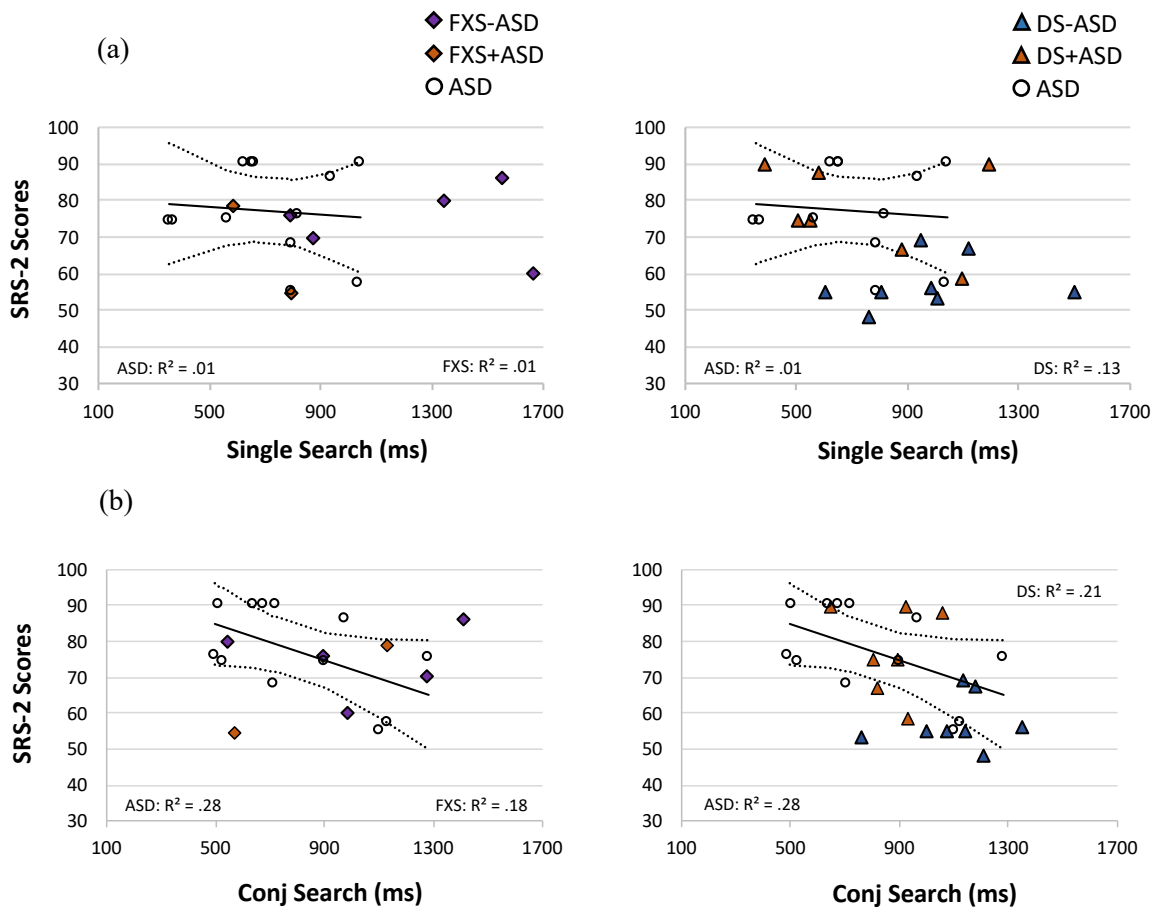 (a)
FXS-ASD
FXS+ASD
ASD
DS-ASD
DS+ASD
ASD
SRS-2 Scores
100
90
80
70
60
50
40
30
ASD: R² = .01
FXS: R² = .01
100 500 900 1300 1700
Single Search (ms)
100
90
80
70
60
50
40
30
ASD: R² = .01
DS: R² = .13
100 500 900 1300 1700
Single Search (ms)
(b)
SRS-2 Scores
100
90
80
70
60
50
40
30
ASD: R² = .28
FXS: R² = .18
100 500 900 1300 1700
Conj Search (ms)
100
90
80
70
60
50
40
30
DS: R² = .21
ASD: R² = .28
100 500 900 1300 1700
Conj Search (ms)